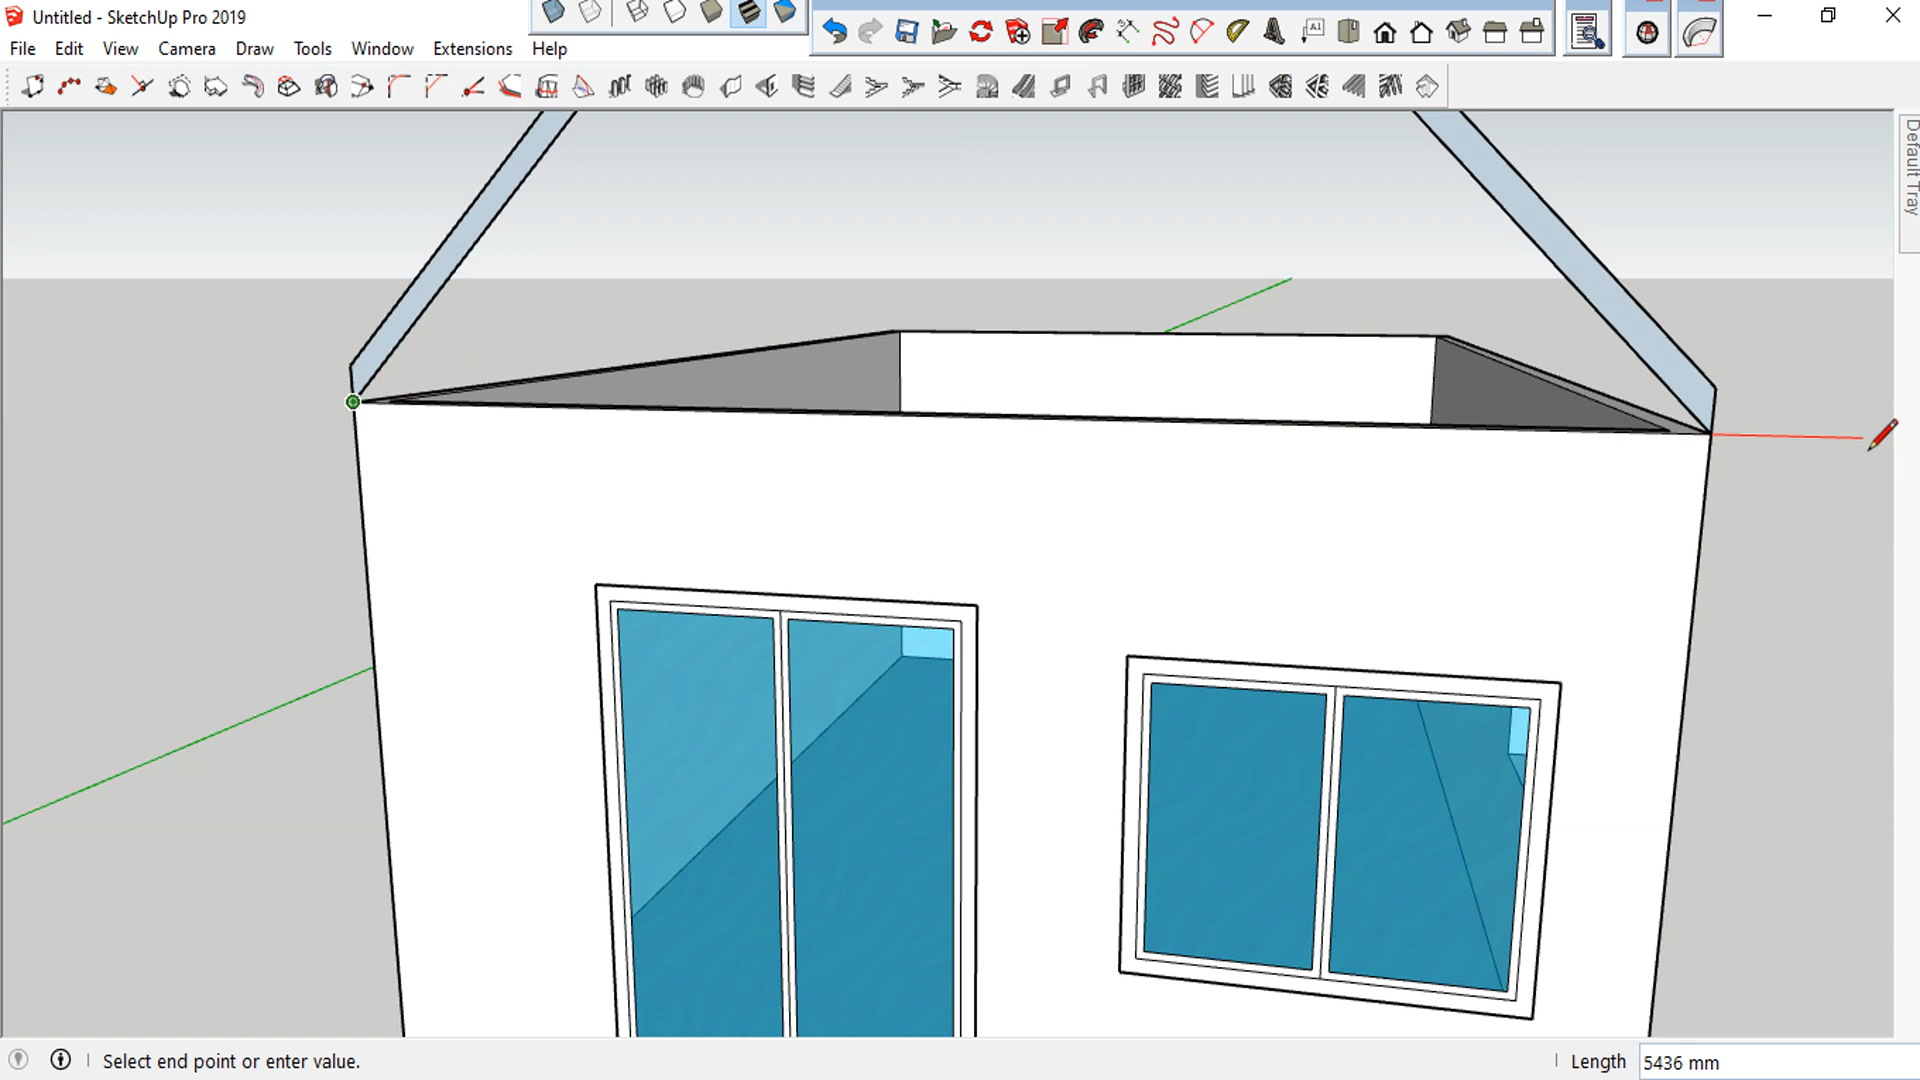 Untitled - SketchUp Pro 2019
File Edit View Camera Draw Tools Window Extensions Help
A1
Default Tray
Select end point or enter value.
Length 5436 mm